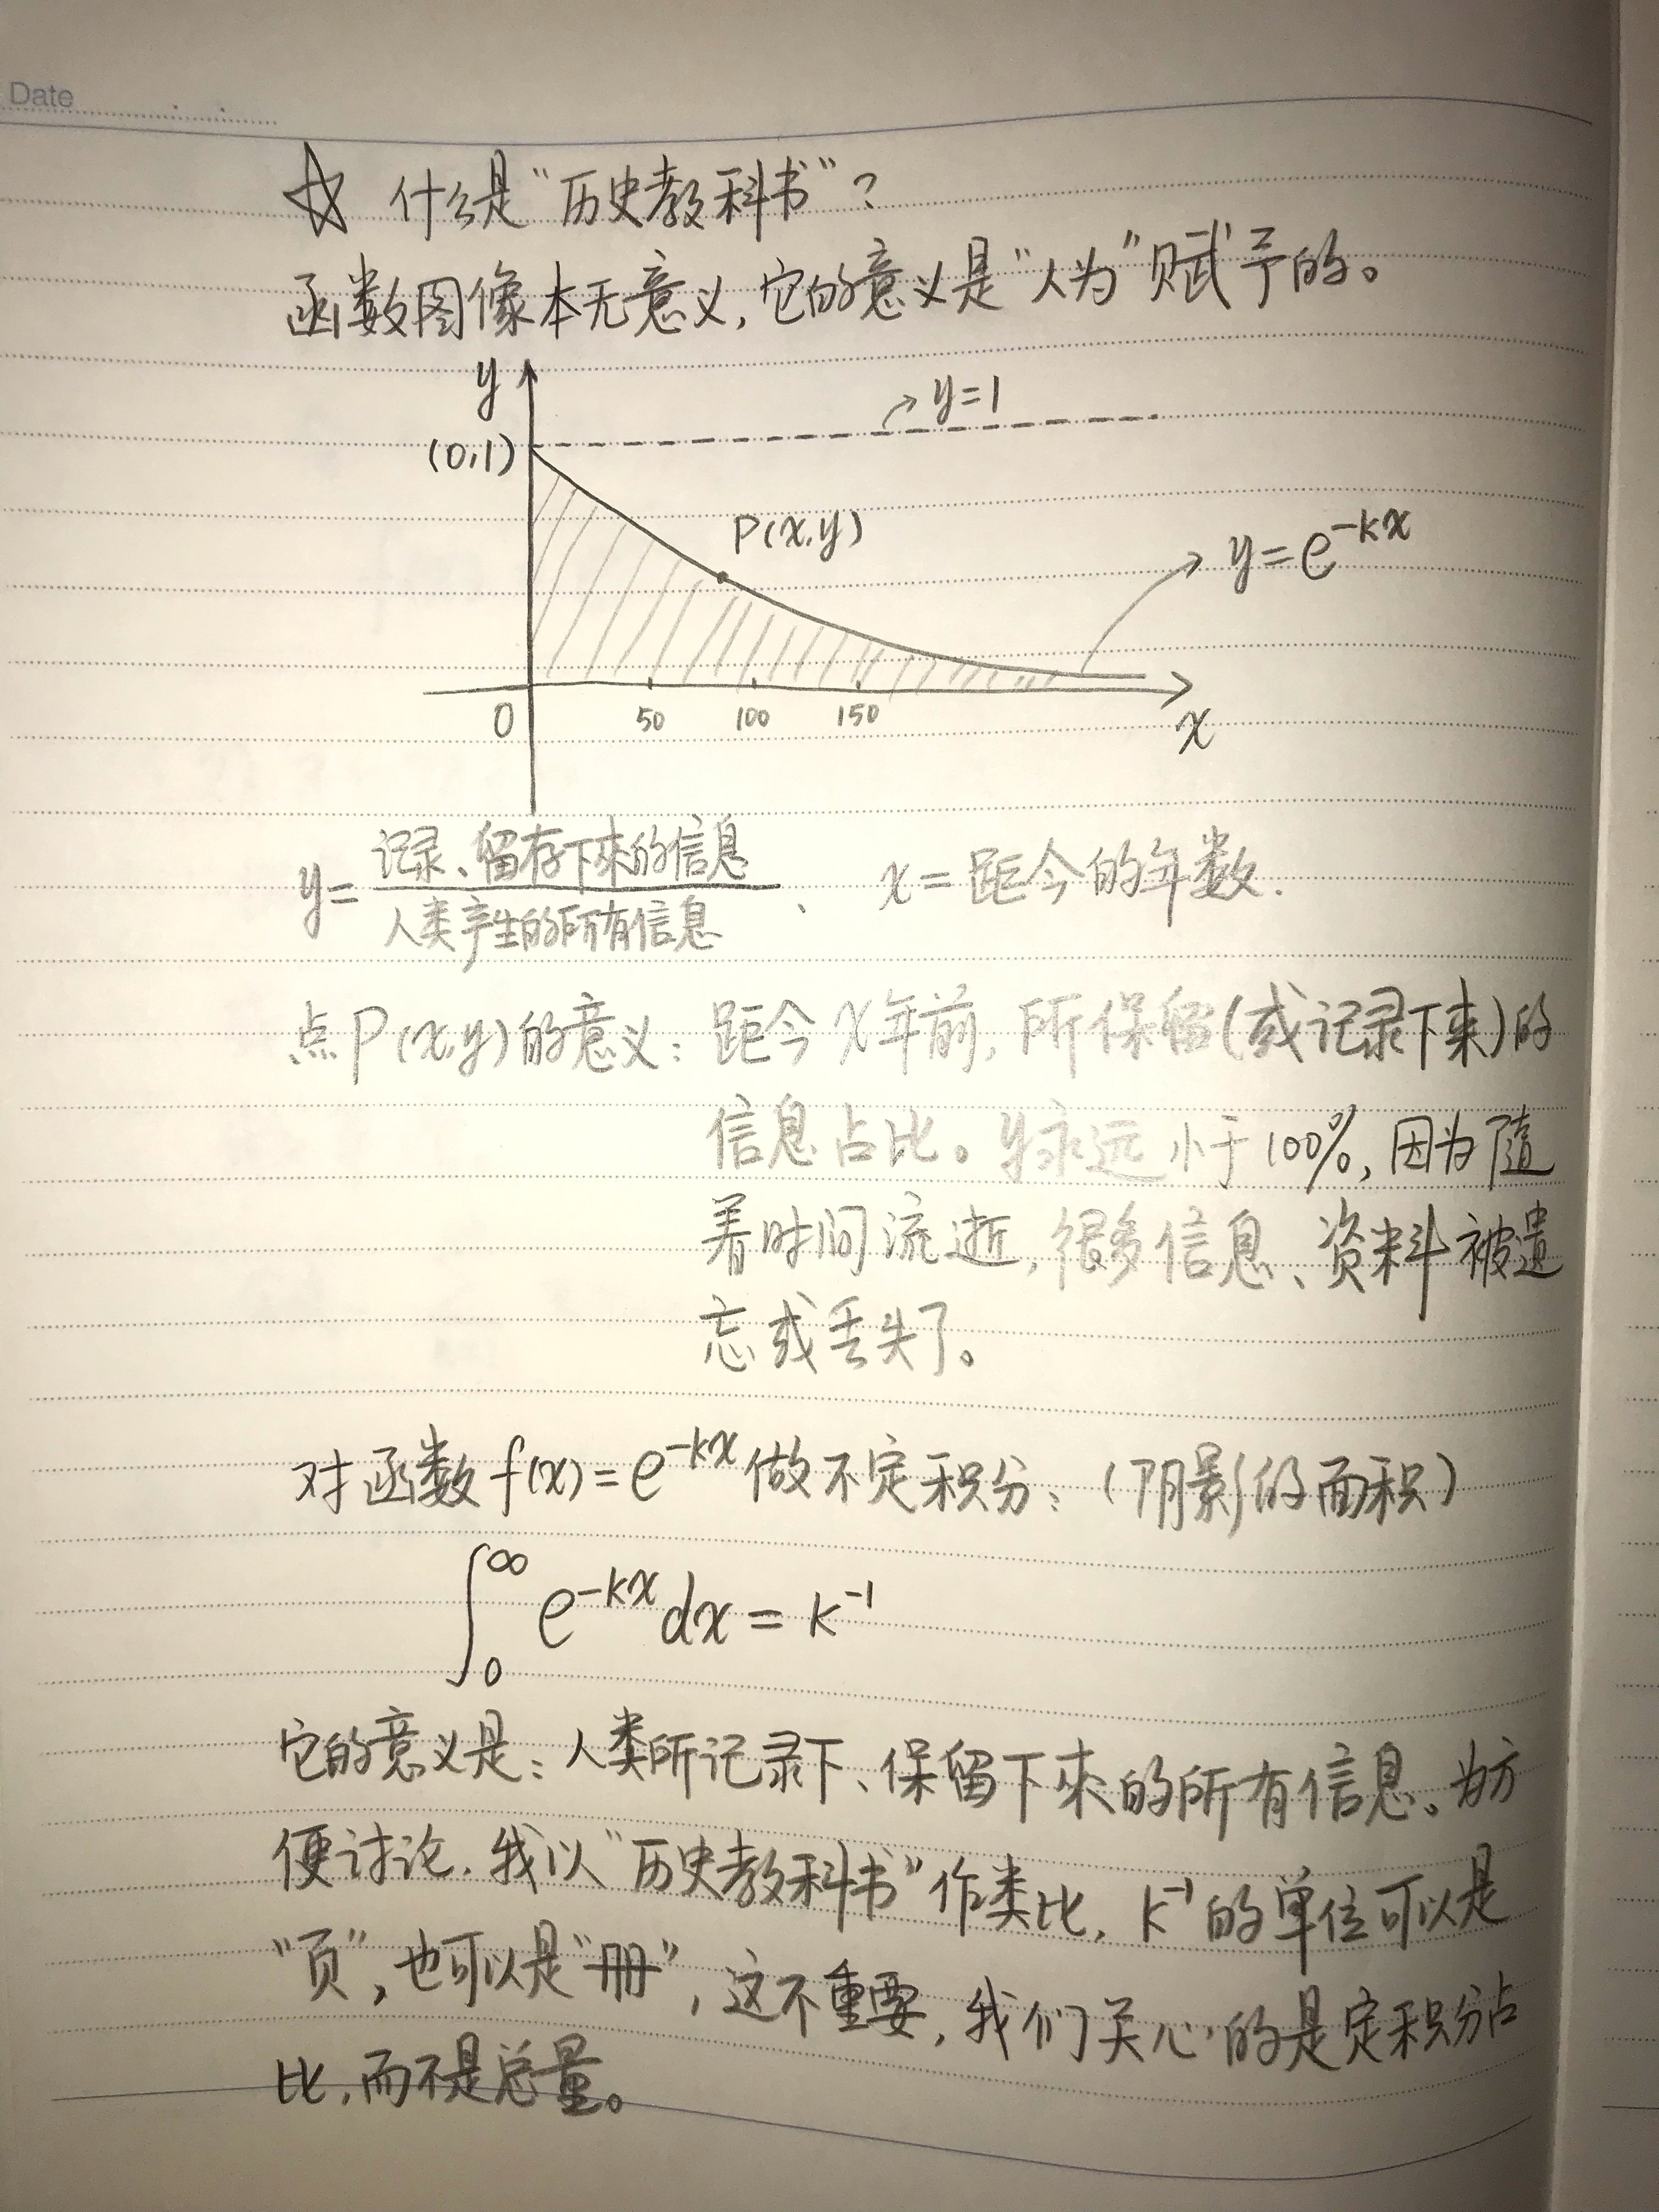 Date
☆ 什么是“历史教科书”?
函数图像本无意义,它的意义是“人为”赋予的。
y
y=1
(0,1)
P(x,y)
y=e^{-kx}
0 50 100 150 x
y= 记录、留存下來的信息 / 人类产生的所有信息 、 x=距今的年数.
点P(x,y)的意义:距今X年前,所保留(或记录下来)的
信息占比。y永远小于100%,因为随
着时间流逝,很多信息、资料被遗
忘或丢失了。
对函数f(x)=e^{-kx}做不定积分:(阴影的面积)
∫_0^∞ e^{-kx}dx=k^{-1}
它的意义是:人类所记录下、保留下來的所有信息。为方
便讨论.我以“历史教科书”作类比,k^{-1}的单位可以是
“页”,也可以是“册”,这不重要,我们关心的是定积分占
比,而不是总量。